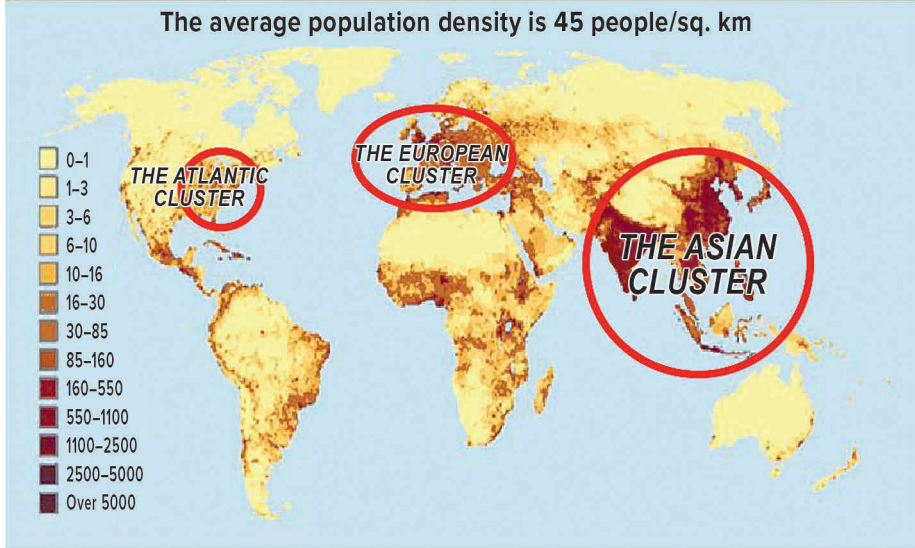 The average population density is 45 people/sq. km
0–1
1–3
3–6
6–10
10–16
16–30
30–85
85–160
160–550
550–1100
1100–2500
2500–5000
Over 5000
THE ATLANTIC
CLUSTER
THE EUROPEAN
CLUSTER
THE ASIAN
CLUSTER